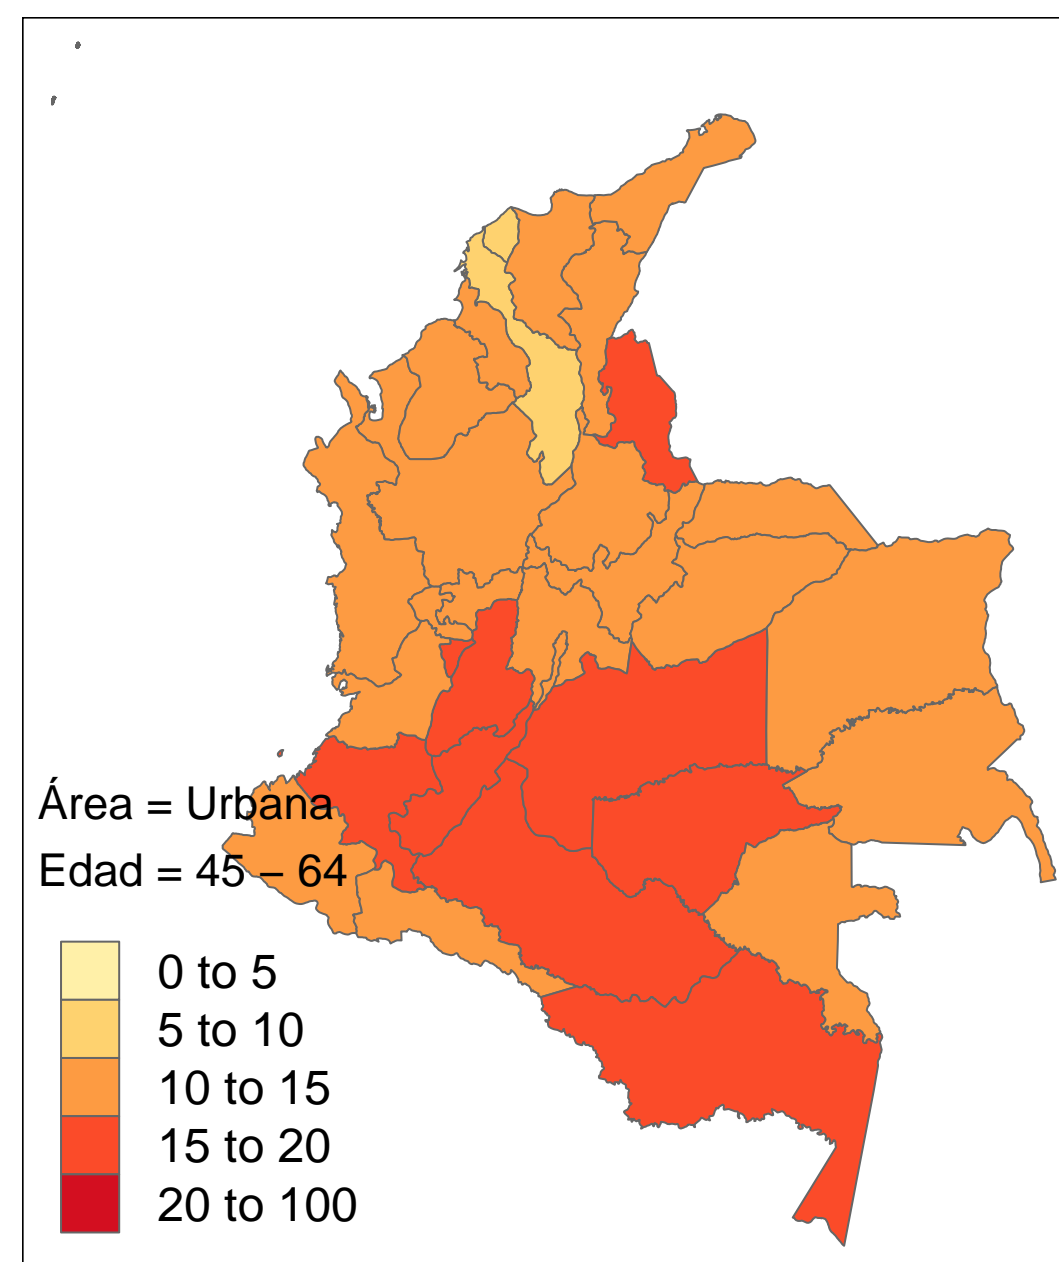 Área = Urbana
Edad = 45 – 64
0 to 5
5 to 10
10 to 15
15 to 20
20 to 100